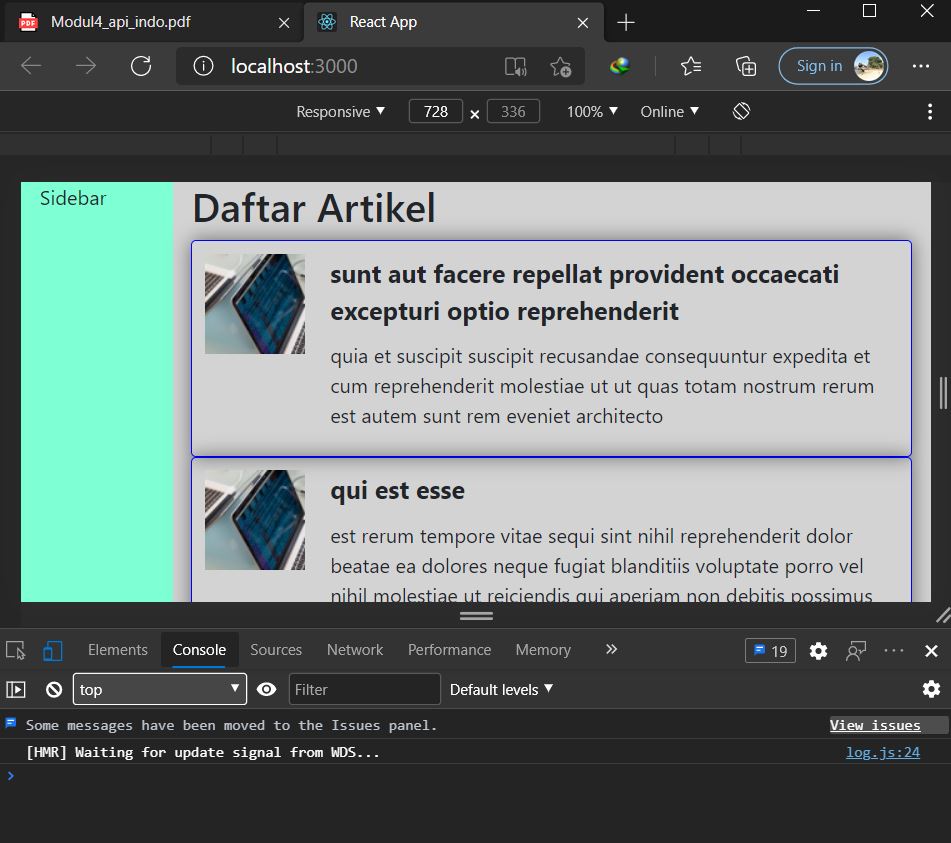 PDF Modul4_api_indo.pdf React App
localhost:3000 Sign in
Responsive 728 × 336 100% Online
Sidebar
Daftar Artikel
sunt aut facere repellat provident occaecati
excepturi optio reprehenderit
quia et suscipit suscipit recusandae consequuntur expedita et
cum reprehenderit molestiae ut ut quas totam nostrum rerum
est autem sunt rem eveniet architecto
qui est esse
est rerum tempore vitae sequi sint nihil reprehenderit dolor
beatae ea dolores neque fugiat blanditiis voluptate porro vel
nihil molestiae ut reiciendis qui aperiam non debitis possimus
Elements Console Sources Network Performance Memory 19
top Filter Default levels
Some messages have been moved to the Issues panel. View issues
[HMR] Waiting for update signal from WDS... log.js:24